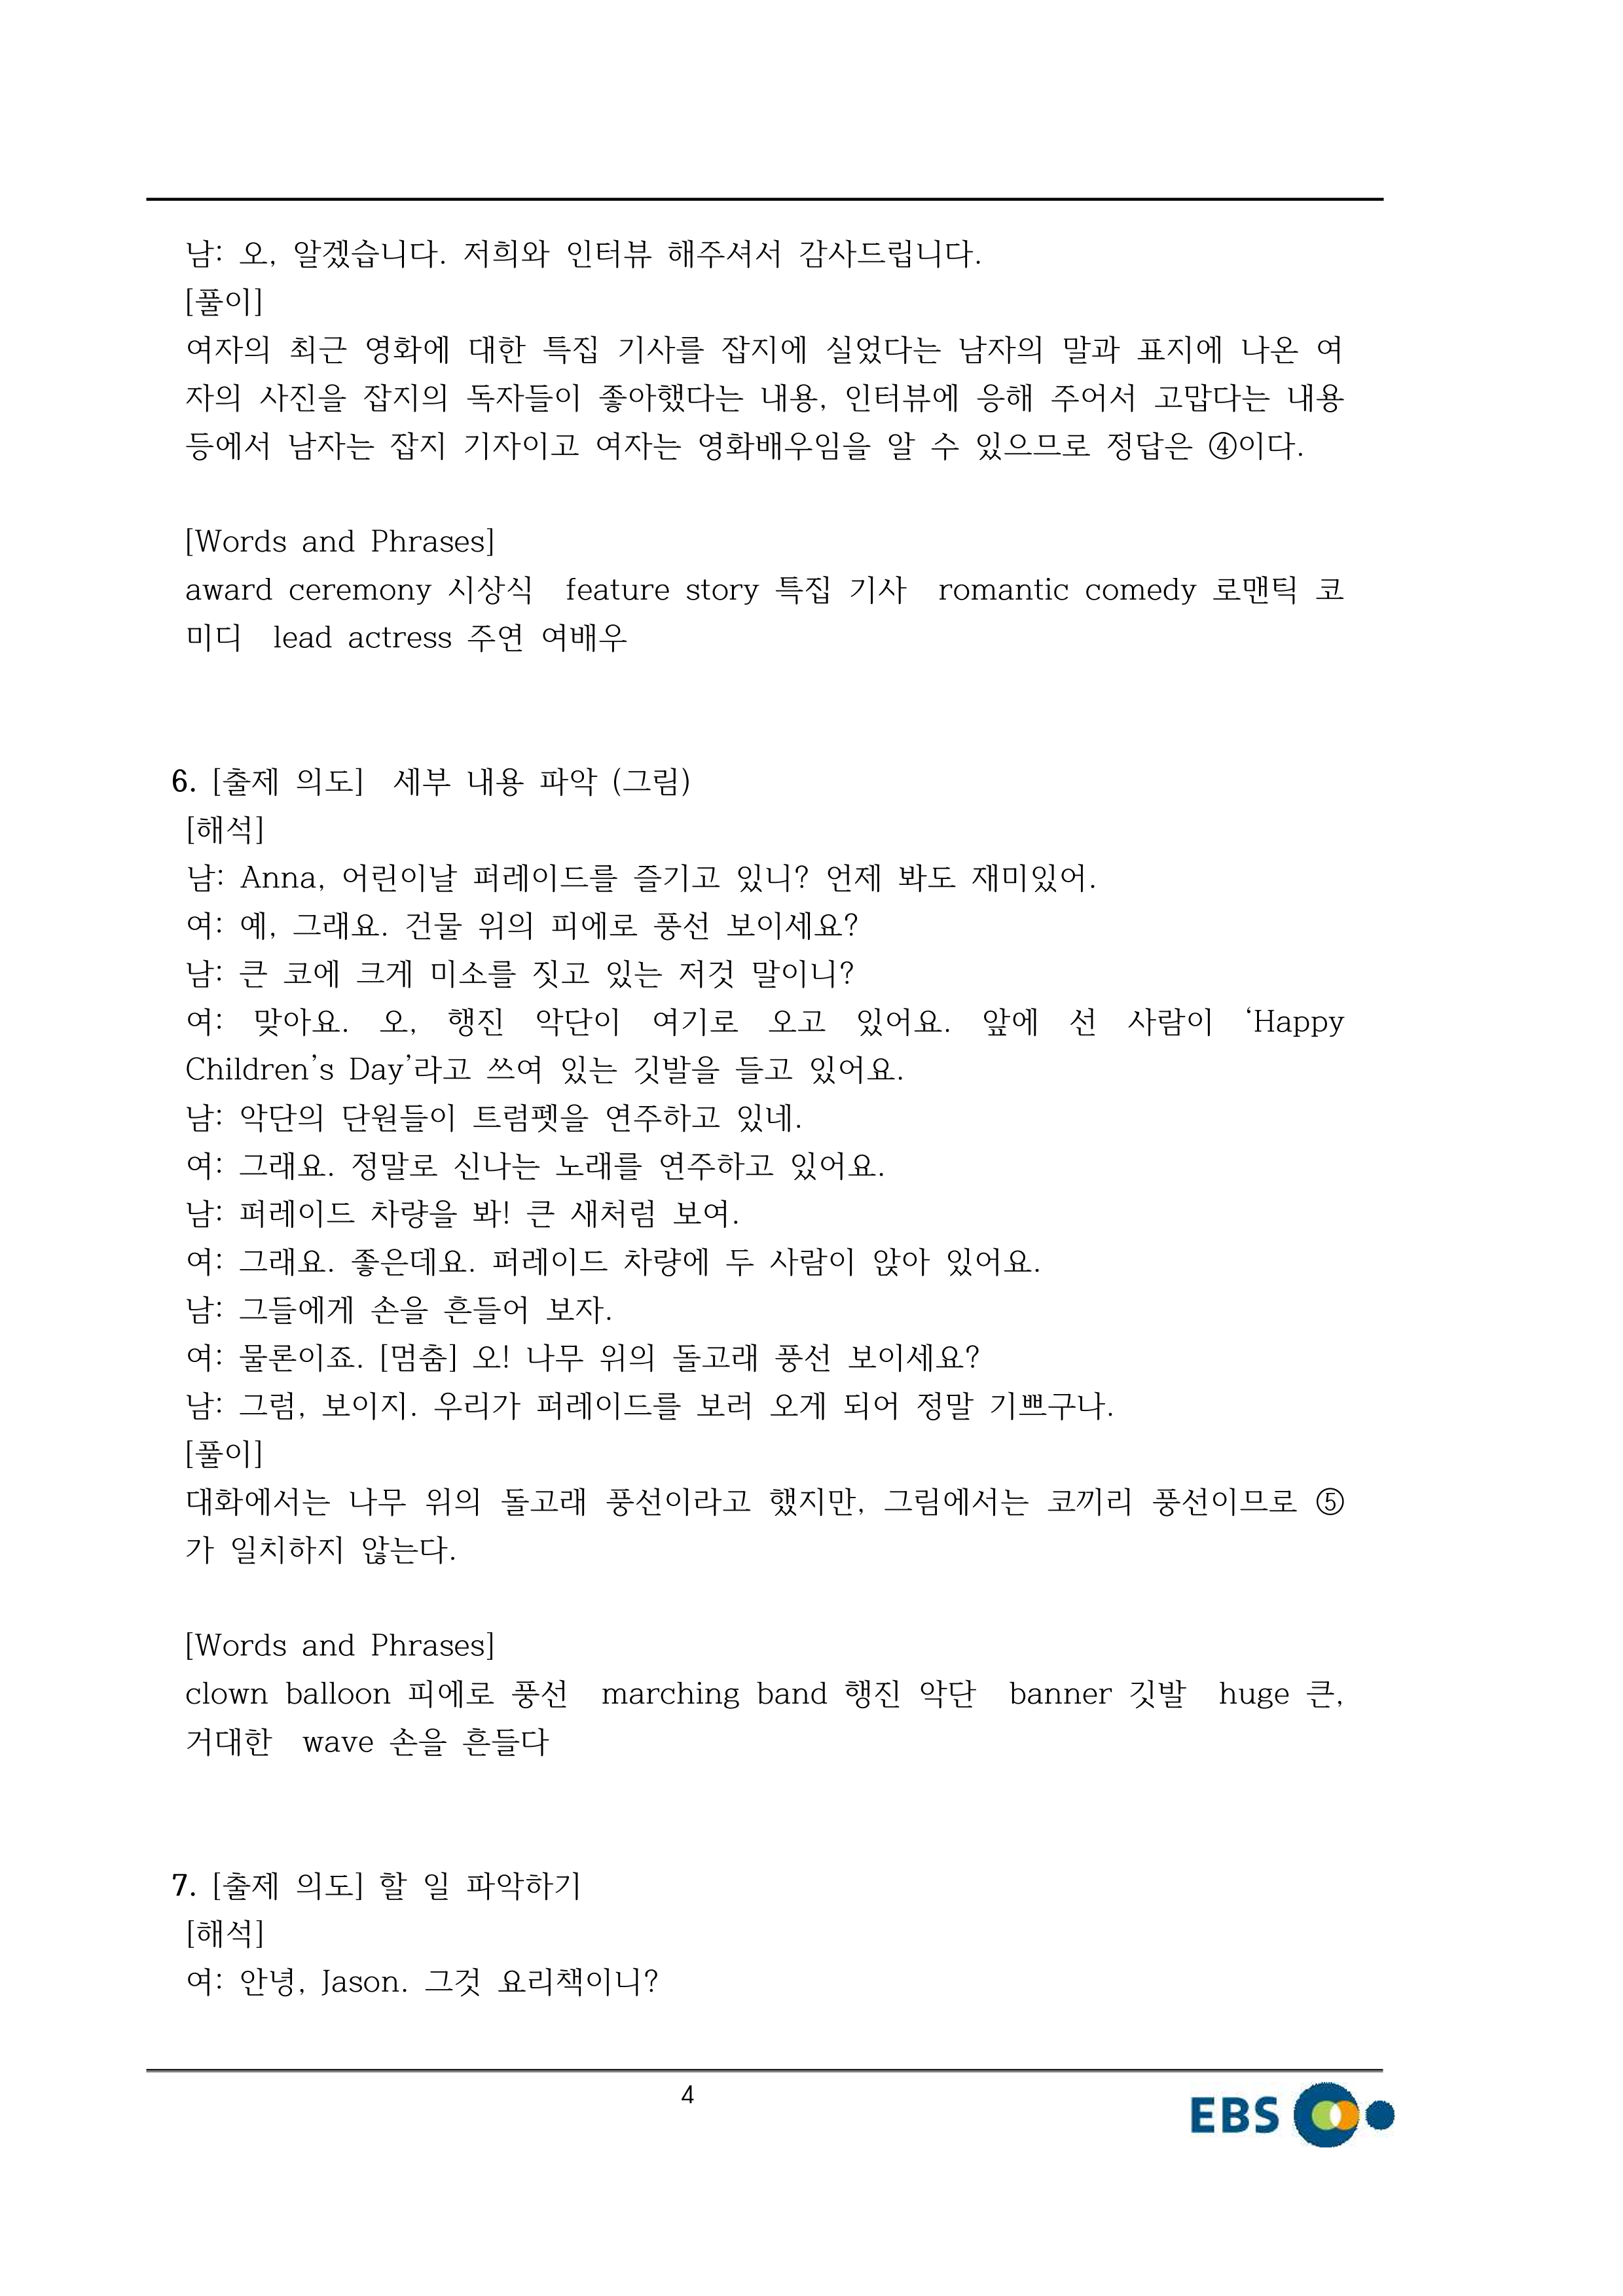 남: 오, 알겠습니다. 저희와 인터뷰 해주셔서 감사드립니다.
[풀이]
여자의 최근 영화에 대한 특집 기사를 잡지에 실었다는 남자의 말과 표지에 나온 여
자의 사진을 잡지의 독자들이 좋아했다는 내용, 인터뷰에 응해 주어서 고맙다는 내용
등에서 남자는 잡지 기자이고 여자는 영화배우임을 알 수 있으므로 정답은 ④이다.
[Words and Phrases]
award ceremony 시상식 feature story 특집 기사 romantic comedy 로맨틱 코
미디 lead actress 주연 여배우
6. [출제 의도] 세부 내용 파악 (그림)
[해석]
남: Anna, 어린이날 퍼레이드를 즐기고 있니? 언제 봐도 재미있어.
여: 예, 그래요. 건물 위의 피에로 풍선 보이세요?
남: 큰 코에 크게 미소를 짓고 있는 저것 말이니?
여: 맞아요. 오, 행진 악단이 여기로 오고 있어요. 앞에 선 사람이 ‘Happy
Children’s Day’라고 쓰여 있는 깃발을 들고 있어요.
남: 악단의 단원들이 트럼펫을 연주하고 있네.
여: 그래요. 정말로 신나는 노래를 연주하고 있어요.
남: 퍼레이드 차량을 봐! 큰 새처럼 보여.
여: 그래요. 좋은데요. 퍼레이드 차량에 두 사람이 앉아 있어요.
남: 그들에게 손을 흔들어 보자.
여: 물론이죠. [멈춤] 오! 나무 위의 돌고래 풍선 보이세요?
남: 그럼, 보이지. 우리가 퍼레이드를 보러 오게 되어 정말 기쁘구나.
[풀이]
대화에서는 나무 위의 돌고래 풍선이라고 했지만, 그림에서는 코끼리 풍선이므로 ⑤
가 일치하지 않는다.
[Words and Phrases]
clown balloon 피에로 풍선 marching band 행진 악단 banner 깃발 huge 큰,
거대한 wave 손을 흔들다
7. [출제 의도] 할 일 파악하기
[해석]
여: 안녕, Jason. 그것 요리책이니?
4
EBS